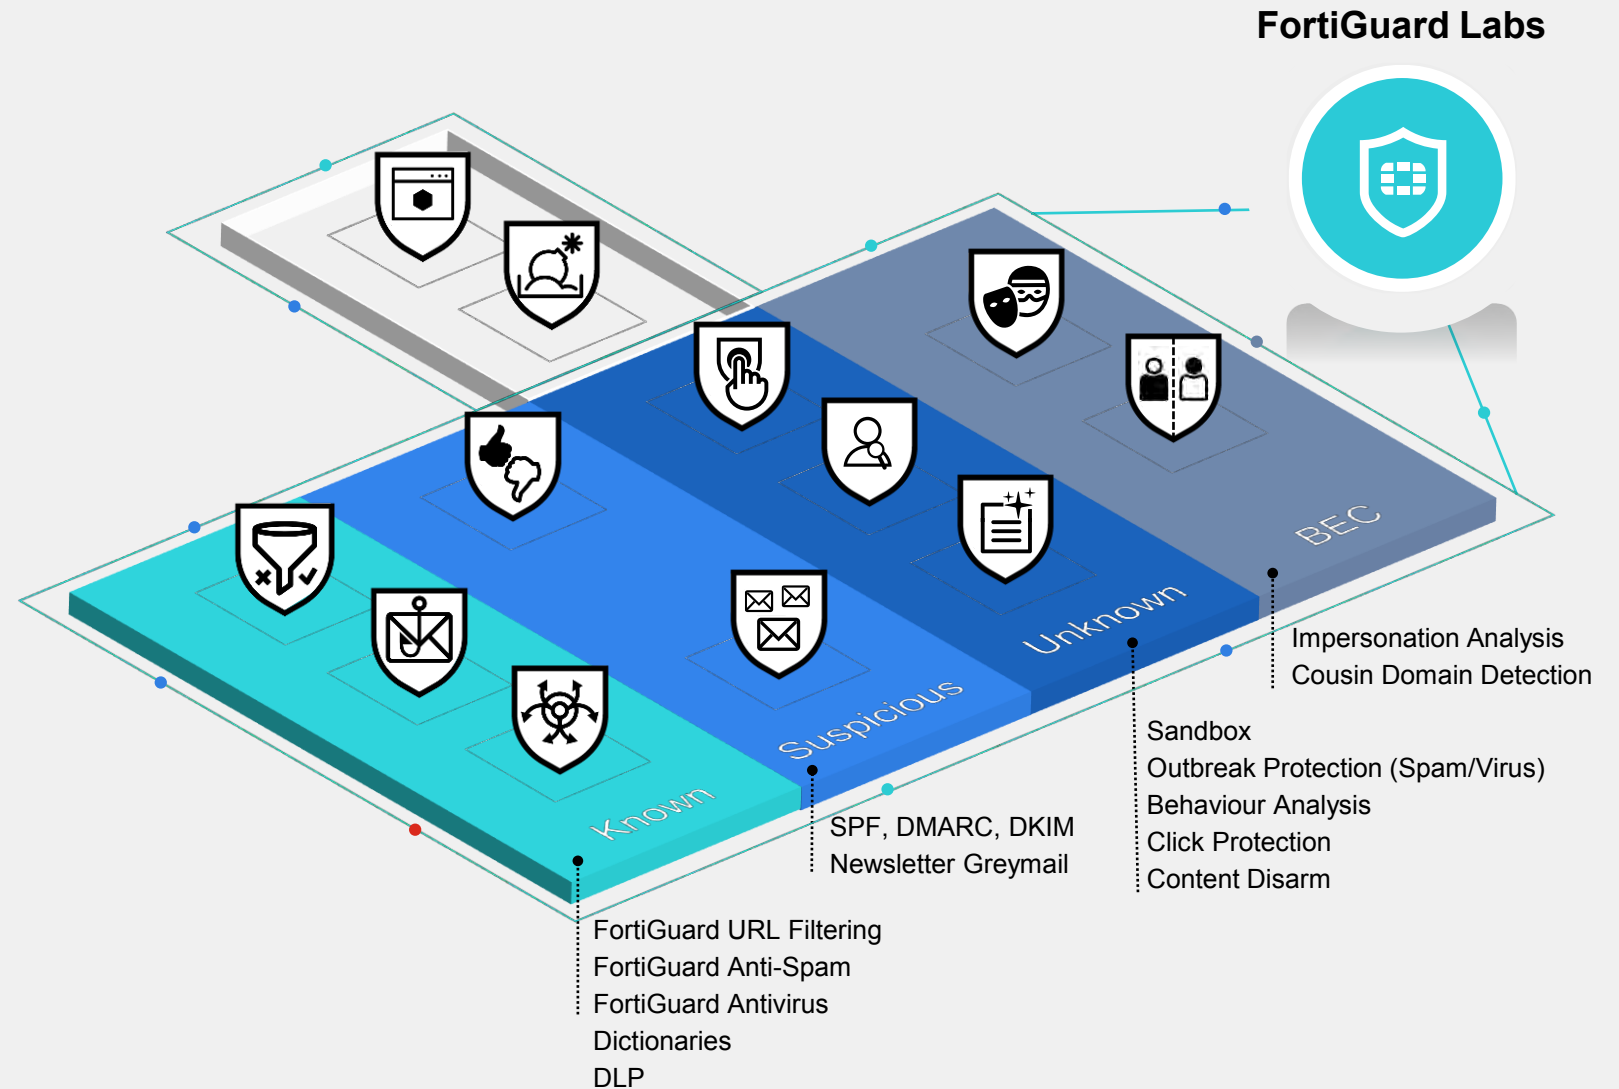 FortiGuard Labs
BEC
Impersonation Analysis
Cousin Domain Detection
Unknown
Sandbox
Outbreak Protection (Spam/Virus)
Behaviour Analysis
Click Protection
Content Disarm
Suspicious
SPF, DMARC, DKIM
Newsletter Greymail
Known
FortiGuard URL Filtering
FortiGuard Anti-Spam
FortiGuard Antivirus
Dictionaries
DLP